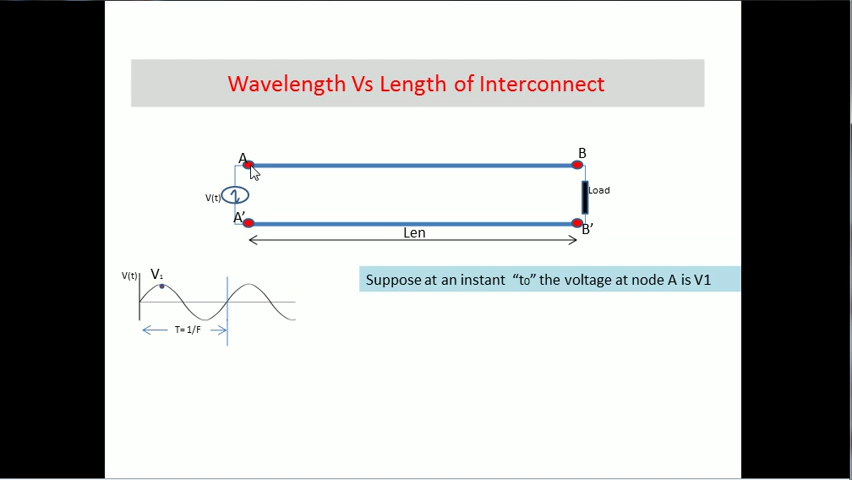 Wavelength Vs Length of Interconnect
A
B
V(t)
Load
A'
B'
Len
V(t)
V₁
Suppose at an instant "t₀" the voltage at node A is V1
T= 1/F